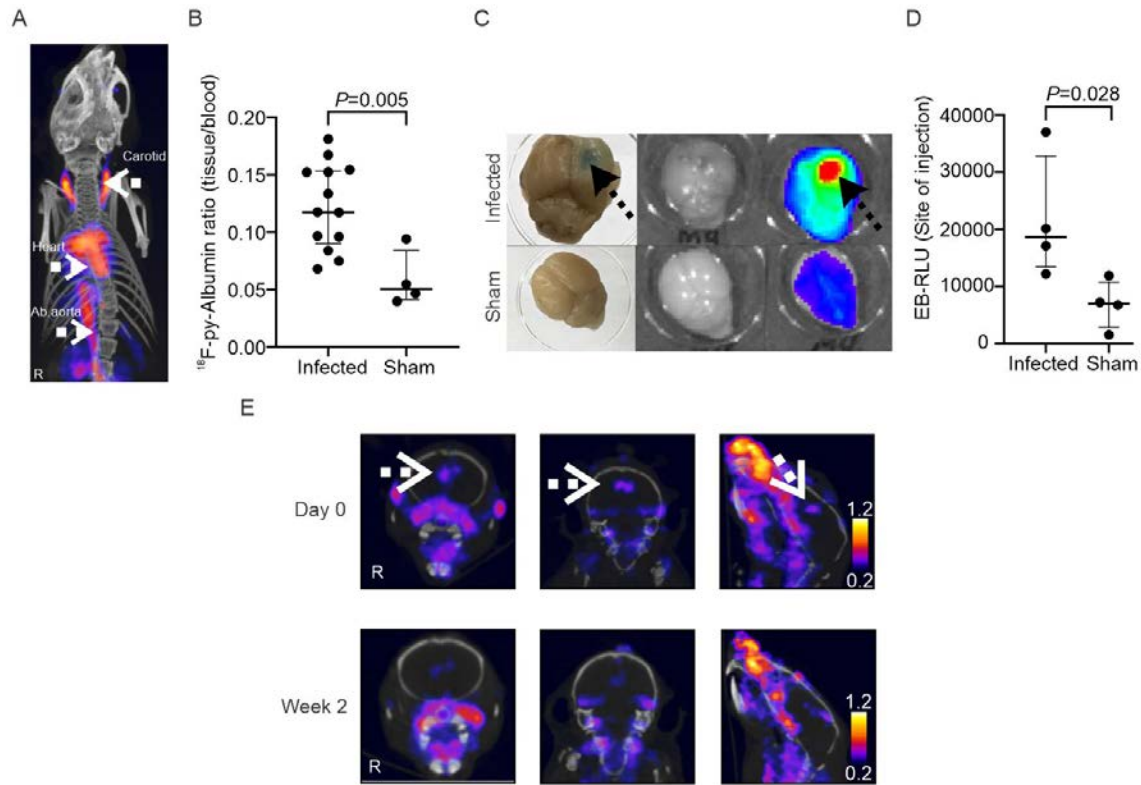 A
B
C
D
E
Carotid
Heart
Ab.aorta
R
¹⁸F-py-Albumin ratio (tissue/blood)
P=0.005
0.20
0.15
0.10
0.05
0.00
Infected
Sham
Infected
Sham
EB-RLU (Site of injection)
P=0.028
40000
30000
20000
10000
0
Infected
Sham
Day 0
R
1.2
0.2
Week 2
R
1.2
0.2